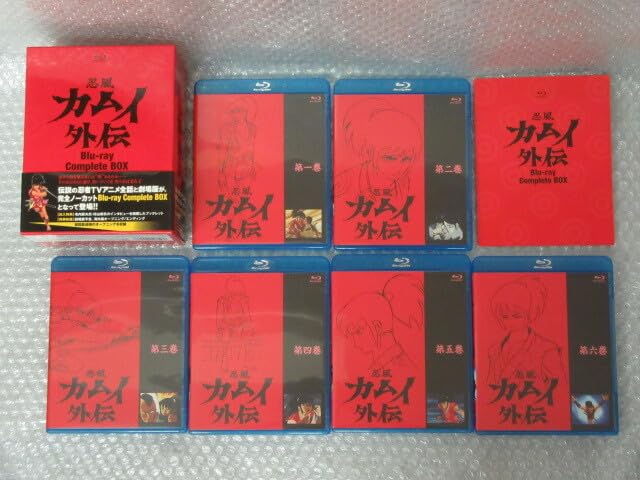 忍風
カムイ
外伝
Blu-ray
Complete BOX
伝説の忍者TVアニメ全話と劇場版が、
完全ノーカットBlu-ray Complete BOX
となって登場!!
Blu-ray
第一巻
忍風
カムイ
外伝
Blu-ray
第二巻
忍風
カムイ
外伝
忍風
カムイ
外伝
Blu-ray
Complete BOX
Blu-ray
第三巻
忍風
カムイ
外伝
Blu-ray
第四巻
忍風
カムイ
外伝
Blu-ray
第五巻
忍風
カムイ
外伝
Blu-ray
第六巻
忍風
カムイ
外伝